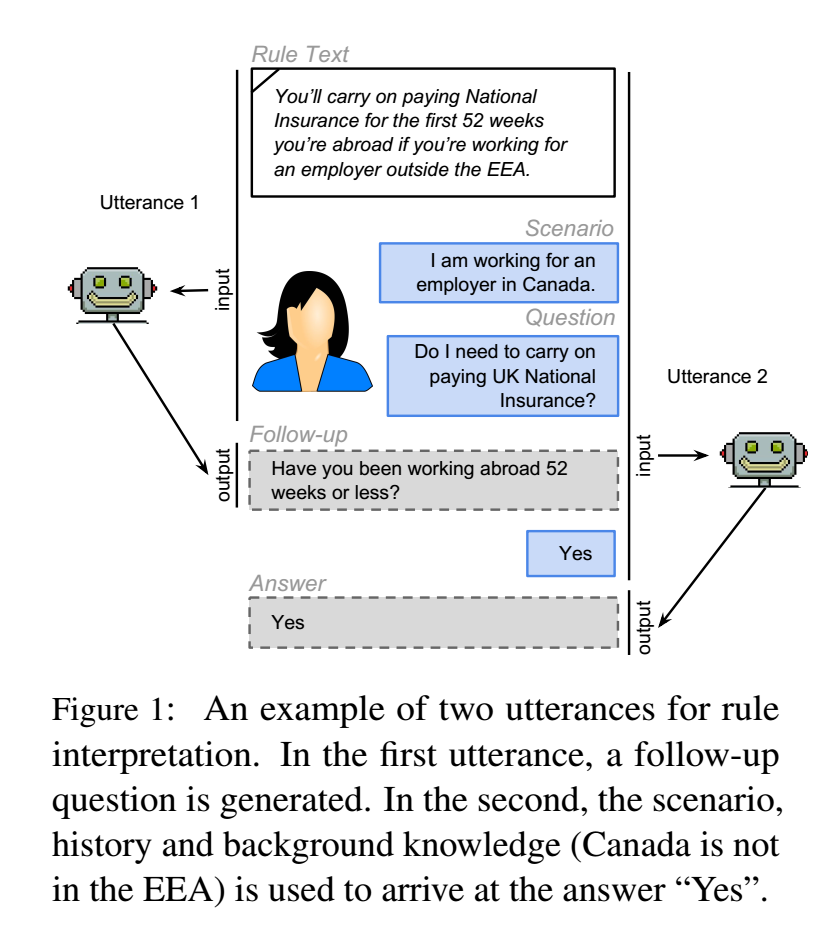 Rule Text
You'll carry on paying National
Insurance for the first 52 weeks
you're abroad if you're working for
an employer outside the EEA.
Utterance 1
Scenario
I am working for an
employer in Canada.
input
Question
Do I need to carry on
paying UK National
Insurance?
Utterance 2
Follow-up
Have you been working abroad 52
weeks or less?
output
input
Yes
Answer
Yes
output
Figure 1: An example of two utterances for rule
interpretation. In the first utterance, a follow-up
question is generated. In the second, the scenario,
history and background knowledge (Canada is not
in the EEA) is used to arrive at the answer “Yes”.